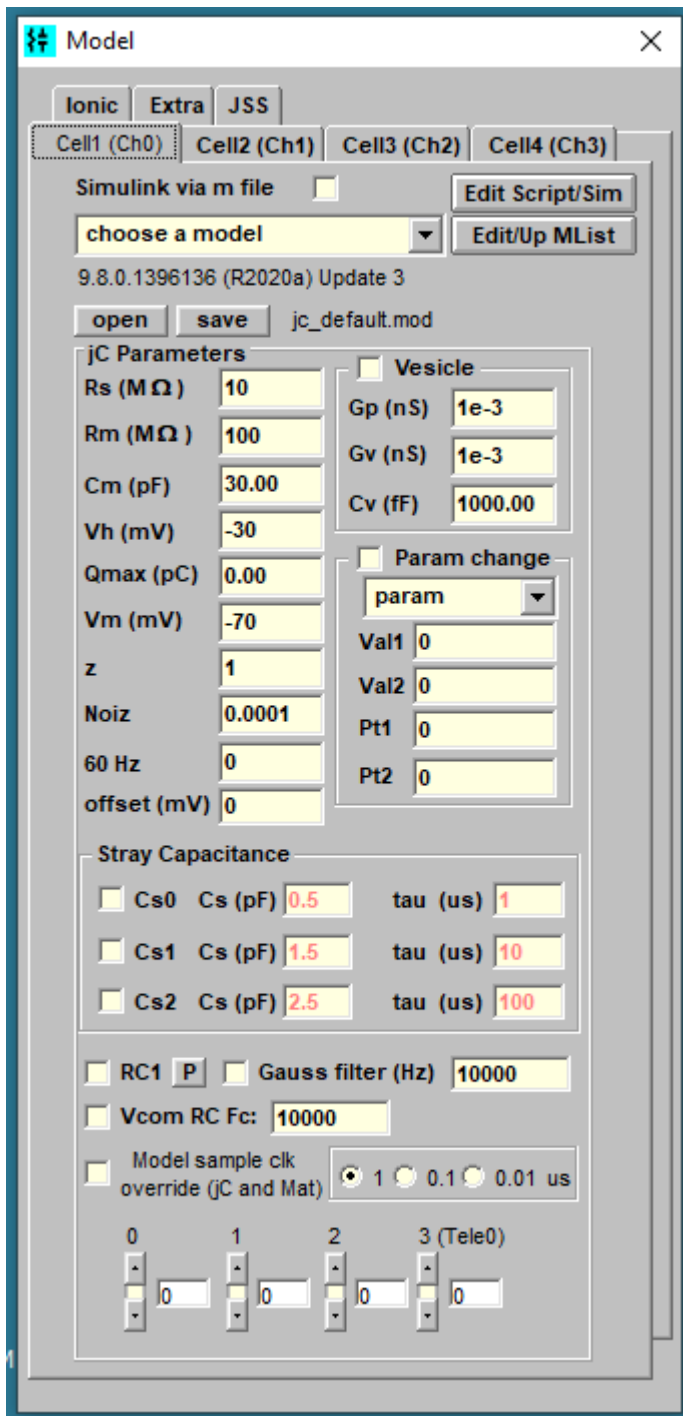 Model
Ionic Extra JSS
Cell1 (Ch0) Cell2 (Ch1) Cell3 (Ch2) Cell4 (Ch3)
Simulink via m file Edit Script/Sim
choose a model Edit/Up MList
9.8.0.1396136 (R2020a) Update 3
open save jc_default.mod
jC Parameters
Rs (MΩ) 10
Rm (MΩ ) 100
Cm (pF) 30.00
Vh (mV) -30
Qmax (pC) 0.00
Vm (mV) -70
z 1
Noiz 0.0001
60 Hz 0
offset (mV) 0
Vesicle
Gp (nS) 1e-3
Gv (nS) 1e-3
Cv (fF) 1000.00
Param change
param
Val1 0
Val2 0
Pt1 0
Pt2 0
Stray Capacitance
Cs0 Cs (pF) 0.5 tau (us) 1
Cs1 Cs (pF) 1.5 tau (us) 10
Cs2 Cs (pF) 2.5 tau (us) 100
RC1 P Gauss filter (Hz) 10000
Vcom RC Fc: 10000
Model sample clk
override (jC and Mat) 1 0.1 0.01 us
0 1 2 3 (Tele0)
0 0 0 0